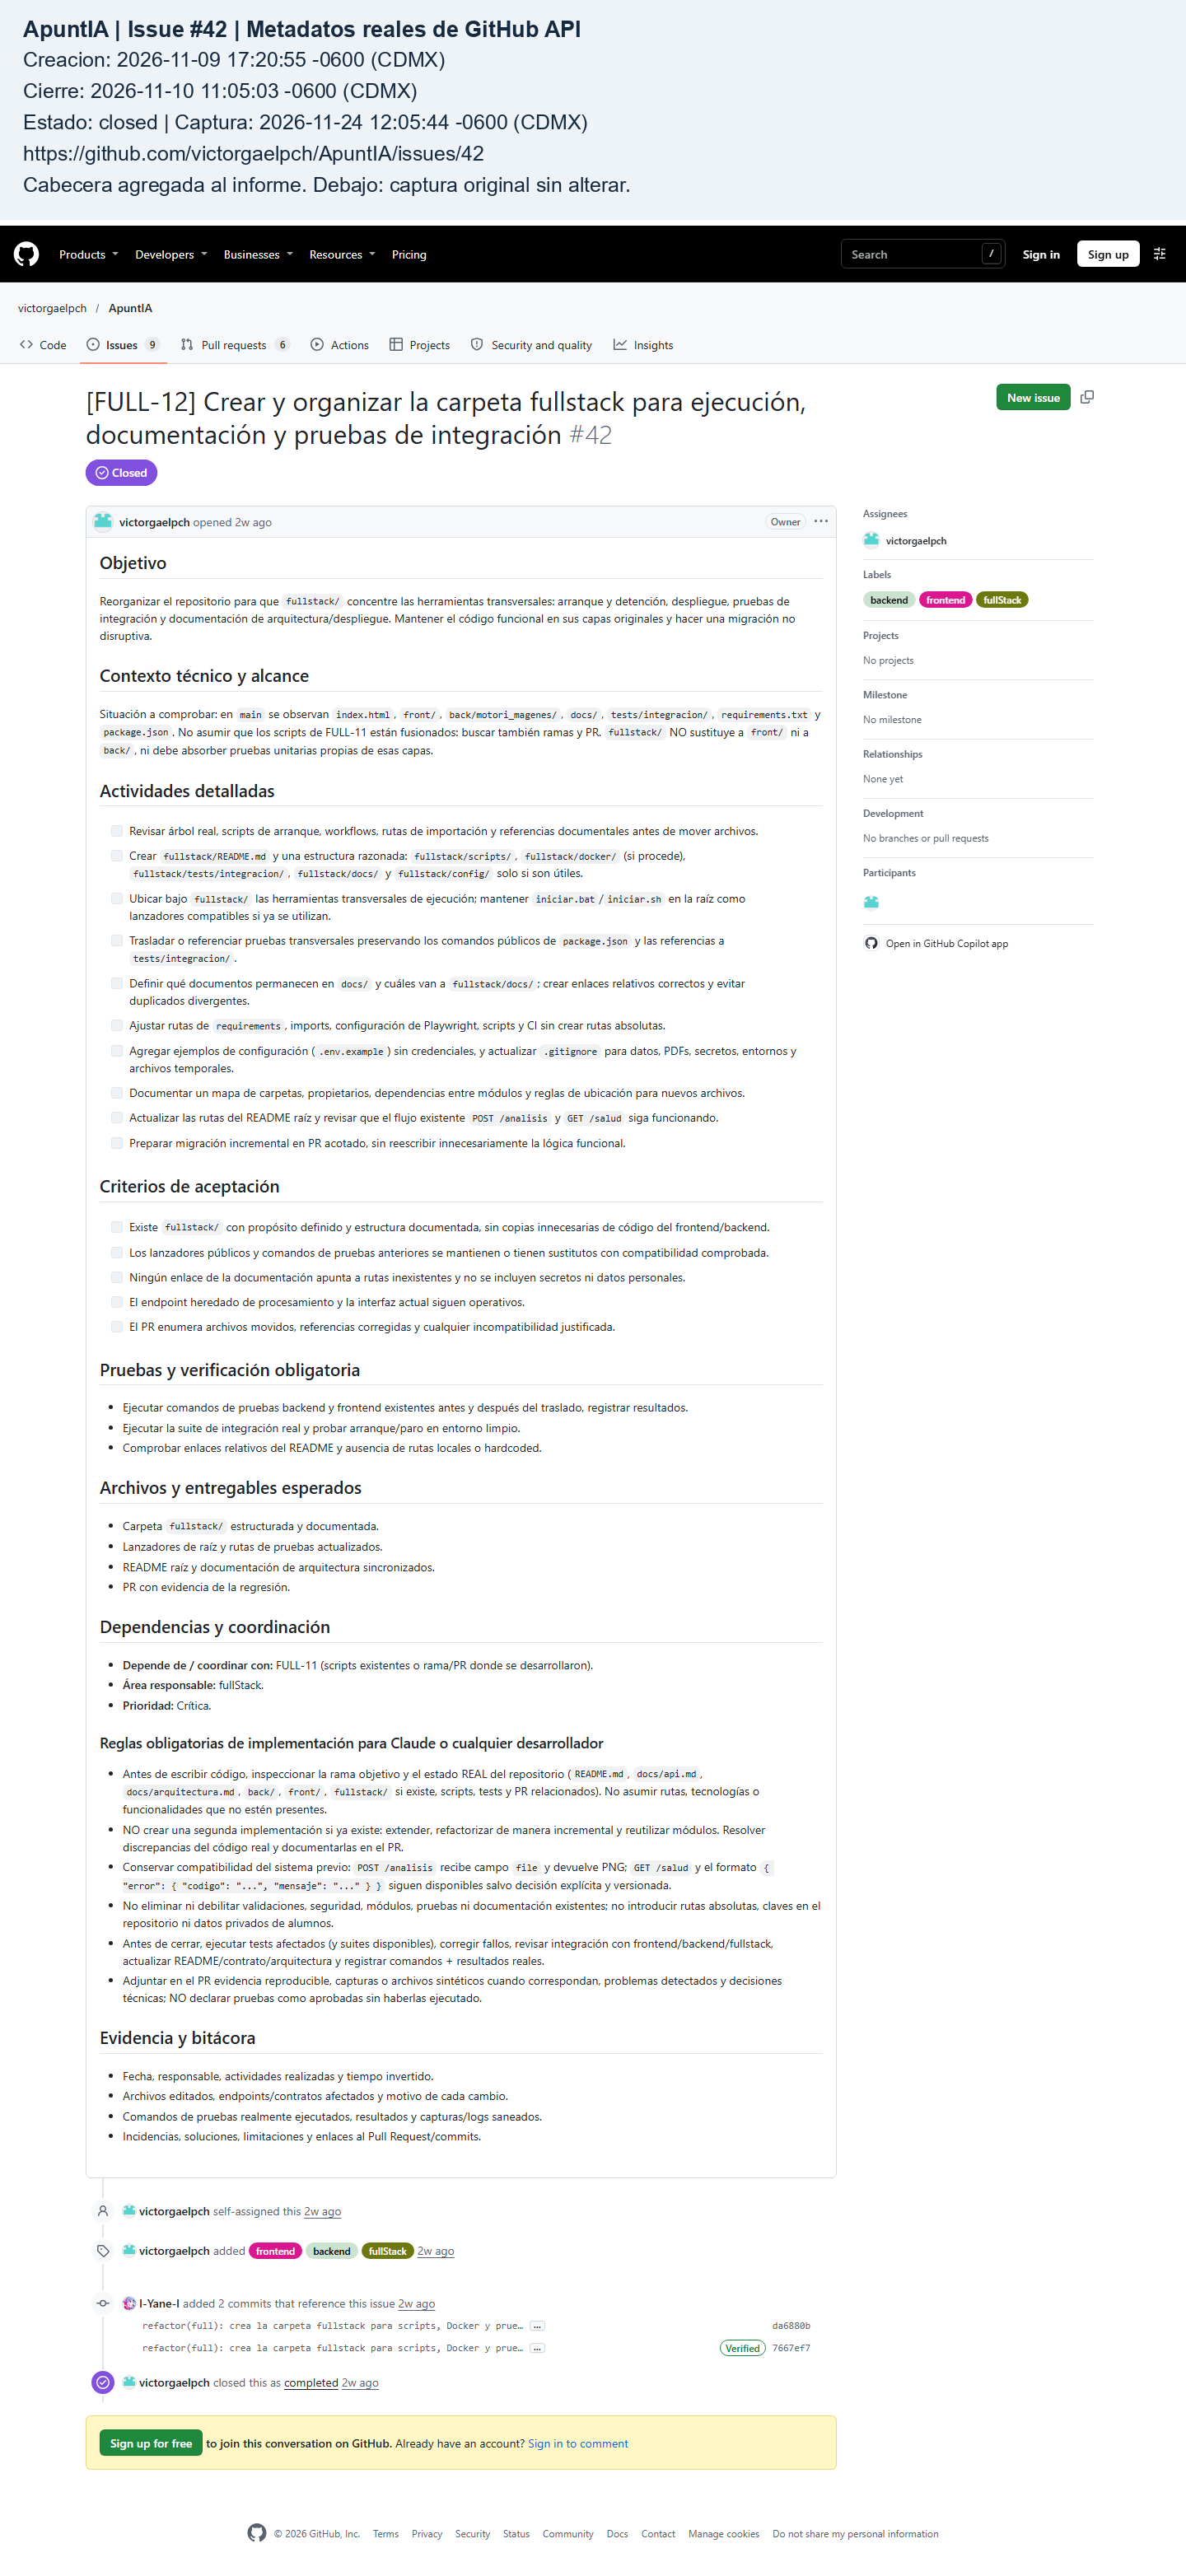 ApuntIA | Issue #42 | Metadatos reales de GitHub API
Creacion: 2026-11-09 17:20:55 -0600 (CDMX)
Cierre: 2026-11-10 11:05:03 -0600 (CDMX)
Estado: closed | Captura: 2026-11-24 12:05:44 -0600 (CDMX)
https://github.com/victorgaelpch/ApuntIA/issues/42
Cabecera agregada al informe. Debajo: captura original sin alterar.
Products Developers Businesses Resources Pricing Search / Sign in Sign up
victorgaelpch / ApuntIA
Code Issues 9 Pull requests 6 Actions Projects Security and quality Insights
[FULL-12] Crear y organizar la carpeta fullstack para ejecución,
documentación y pruebas de integración #42
New issue
Closed
victorgaelpch opened 2w ago Owner
Objetivo
Reorganizar el repositorio para que fullstack/ concentre las herramientas transversales: arranque y detención, despliegue, pruebas de
integración y documentación de arquitectura/despliegue. Mantener el código funcional en sus capas originales y hacer una migración no
disruptiva.
Contexto técnico y alcance
Situación a comprobar: en main se observan index.html, front/, back/motori_magenes/, docs/, tests/integracion/, requirements.txt y
package.json. No asumir que los scripts de FULL-11 están fusionados: buscar también ramas y PR. fullstack/ NO sustituye a front/ ni a
back/, ni debe absorber pruebas unitarias propias de esas capas.
Actividades detalladas
Revisar árbol real, scripts de arranque, workflows, rutas de importación y referencias documentales antes de mover archivos.
Crear fullstack/README.md y una estructura razonada: fullstack/scripts/, fullstack/docker/ (si procede),
fullstack/tests/integracion/, fullstack/docs/ y fullstack/config/ solo si son útiles.
Ubicar bajo fullstack/ las herramientas transversales de ejecución; mantener iniciar.bat/iniciar.sh en la raíz como
lanzadores compatibles si ya se utilizan.
Trasladar o referenciar pruebas transversales preservando los comandos públicos de package.json y las referencias a
tests/integracion/.
Definir qué documentos permanecen en docs/ y cuáles van a fullstack/docs/; crear enlaces relativos correctos y evitar
duplicados divergentes.
Ajustar rutas de requirements, imports, configuración de Playwright, scripts y CI sin crear rutas absolutas.
Agregar ejemplos de configuración (.env.example) sin credenciales, y actualizar .gitignore para datos, PDFs, secretos, entornos y
archivos temporales.
Documentar un mapa de carpetas, propietarios, dependencias entre módulos y reglas de ubicación para nuevos archivos.
Actualizar las rutas del README raíz y revisar que el flujo existente POST /analisis y GET /salud siga funcionando.
Preparar migración incremental en PR acotado, sin reescribir innecesariamente la lógica funcional.
Criterios de aceptación
Existe fullstack/ con propósito definido y estructura documentada, sin copias innecesarias de código del frontend/backend.
Los lanzadores públicos y comandos de pruebas anteriores se mantienen o tienen sustitutos con compatibilidad comprobada.
Ningún enlace de la documentación apunta a rutas inexistentes y no se incluyen secretos ni datos personales.
El endpoint heredado de procesamiento y la interfaz actual siguen operativos.
El PR enumera archivos movidos, referencias corregidas y cualquier incompatibilidad justificada.
Pruebas y verificación obligatoria
Ejecutar comandos de pruebas backend y frontend existentes antes y después del traslado, registrar resultados.
Ejecutar la suite de integración real y probar arranque/paro en entorno limpio.
Comprobar enlaces relativos del README y ausencia de rutas locales o hardcoded.
Archivos y entregables esperados
Carpeta fullstack/ estructurada y documentada.
Lanzadores de raíz y rutas de pruebas actualizados.
README raíz y documentación de arquitectura sincronizados.
PR con evidencia de la regresión.
Dependencias y coordinación
Depende de / coordinar con: FULL-11 (scripts existentes o rama/PR donde se desarrollaron).
Área responsable: fullStack.
Prioridad: Crítica.
Reglas obligatorias de implementación para Claude o cualquier desarrollador
Antes de escribir código, inspeccionar la rama objetivo y el estado REAL del repositorio (README.md, docs/api.md,
docs/arquitectura.md, back/, front/, fullstack/ si existe, scripts, tests y PR relacionados). No asumir rutas, tecnologías o
funcionalidades que no estén presentes.
NO crear una segunda implementación si ya existe: extender, refactorizar de manera incremental y reutilizar módulos. Resolver
discrepancias del código real y documentarlas en el PR.
Conservar compatibilidad del sistema previo: POST /analisis recibe campo file y devuelve PNG; GET /salud y el formato {
"error": { "codigo": "...", "mensaje": "..." } } siguen disponibles salvo decisión explícita y versionada.
No eliminar ni debilitar validaciones, seguridad, módulos, pruebas ni documentación existentes; no introducir rutas absolutas, claves en el
repositorio ni datos privados de alumnos.
Antes de cerrar, ejecutar tests afectados (y suites disponibles), corregir fallos, revisar integración con frontend/backend/fullstack,
actualizar README/contrato/arquitectura y registrar comandos + resultados reales.
Adjuntar en el PR evidencia reproducible, capturas o archivos sintéticos cuando correspondan, problemas detectados y decisiones
técnicas; NO declarar pruebas como aprobadas sin haberlas ejecutado.
Evidencia y bitácora
Fecha, responsable, actividades realizadas y tiempo invertido.
Archivos editados, endpoints/contratos afectados y motivo de cada cambio.
Comandos de pruebas realmente ejecutados, resultados y capturas/logs saneados.
Incidencias, soluciones, limitaciones y enlaces al Pull Request/commits.
Assignees
victorgaelpch
Labels
backend frontend fullStack
Projects
No projects
Milestone
No milestone
Relationships
None yet
Development
No branches or pull requests
Participants
Open in GitHub Copilot app
victorgaelpch self-assigned this 2w ago
victorgaelpch added frontend backend fullStack 2w ago
I-Yane-I added 2 commits that reference this issue 2w ago
refactor(full): crea la carpeta fullstack para scripts, Docker y prue… ... da6880b
refactor(full): crea la carpeta fullstack para scripts, Docker y prue… ... Verified 7667ef7
victorgaelpch closed this as completed 2w ago
Sign up for free to join this conversation on GitHub. Already have an account? Sign in to comment
© 2026 GitHub, Inc. Terms Privacy Security Status Community Docs Contact Manage cookies Do not share my personal information